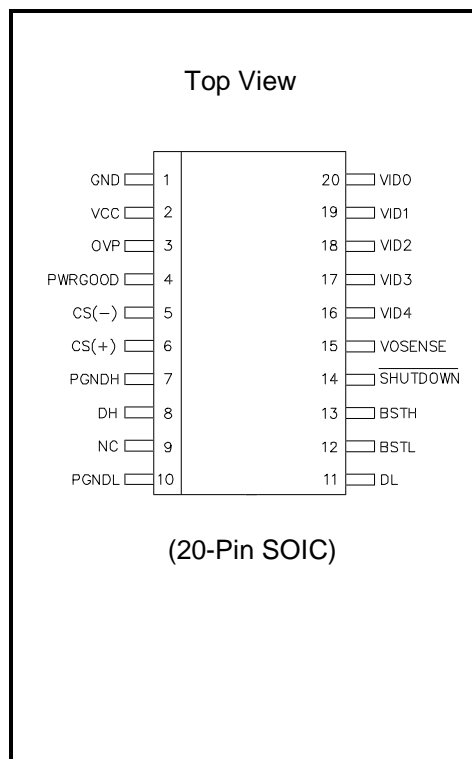 Top View
GND 1 20 VID0
VCC 2 19 VID1
OVP 3 18 VID2
PWRGOOD 4 17 VID3
CS(−) 5 16 VID4
CS(+) 6 15 VOSENSE
PGNDH 7 14 SHUTDOWN
DH 8 13 BSTH
NC 9 12 BSTL
PGNDL 10 11 DL
(20-Pin SOIC)